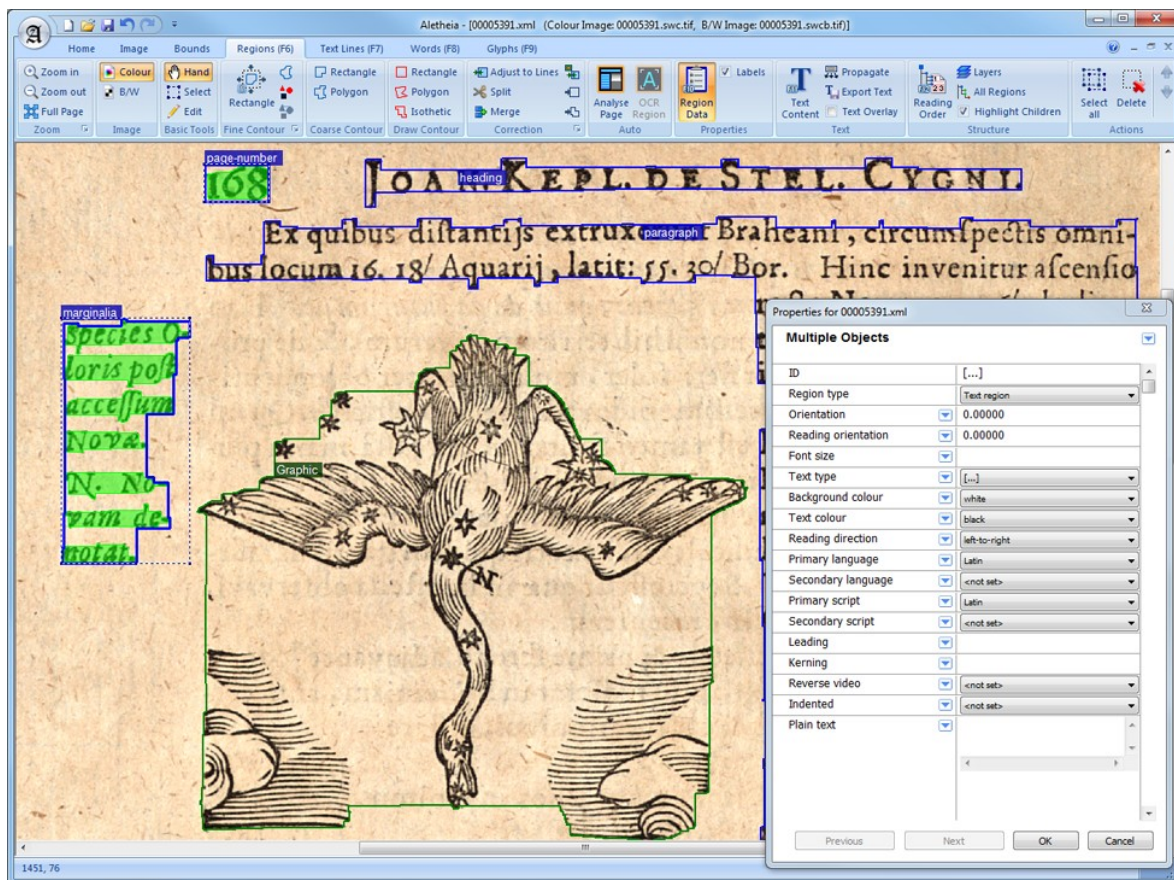 Aletheia - [00005391.xml (Colour Image: 00005391.swc.tif, B/W Image: 00005391.swcb.tif)]
Home Image Bounds Regions (F6) Text Lines (F7) Words (F8) Glyphs (F9)
Zoom in
Zoom out
Full Page
Zoom
Colour
B/W
Image
Hand
Select
Edit
Basic Tools
Rectangle
Fine Contour
Rectangle
Polygon
Coarse Contour
Rectangle
Polygon
Isothetic
Draw Contour
Adjust to Lines
Split
Merge
Correction
Analyse Page
OCR Region
Auto
Region Data
Labels
Properties
Text Content
Propagate
Export Text
Text Overlay
Text
Reading Order
Layers
All Regions
Highlight Children
Structure
Select all
Delete
Actions
page-number
168
heading
JOA . KEPL. DE STEL. CYGNI.
paragraph
Ex quibus distantijs extrux Braheani, circumspectis omni-
bus locum 16. 18/ Aquarij, latit: 55. 30/ Bor. Hinc invenitur ascensio
marginalia
Species O-
loris post
accessum
Novæ.
N. No-
vam de-
notat.
Graphic
N
Properties for 00005391.xml
Multiple Objects
ID [...]
Region type Text region
Orientation 0.00000
Reading orientation 0.00000
Font size
Text type [...]
Background colour white
Text colour black
Reading direction left-to-right
Primary language Latin
Secondary language <not set>
Primary script Latin
Secondary script <not set>
Leading
Kerning
Reverse video <not set>
Indented <not set>
Plain text
Previous Next OK Cancel
1451, 76